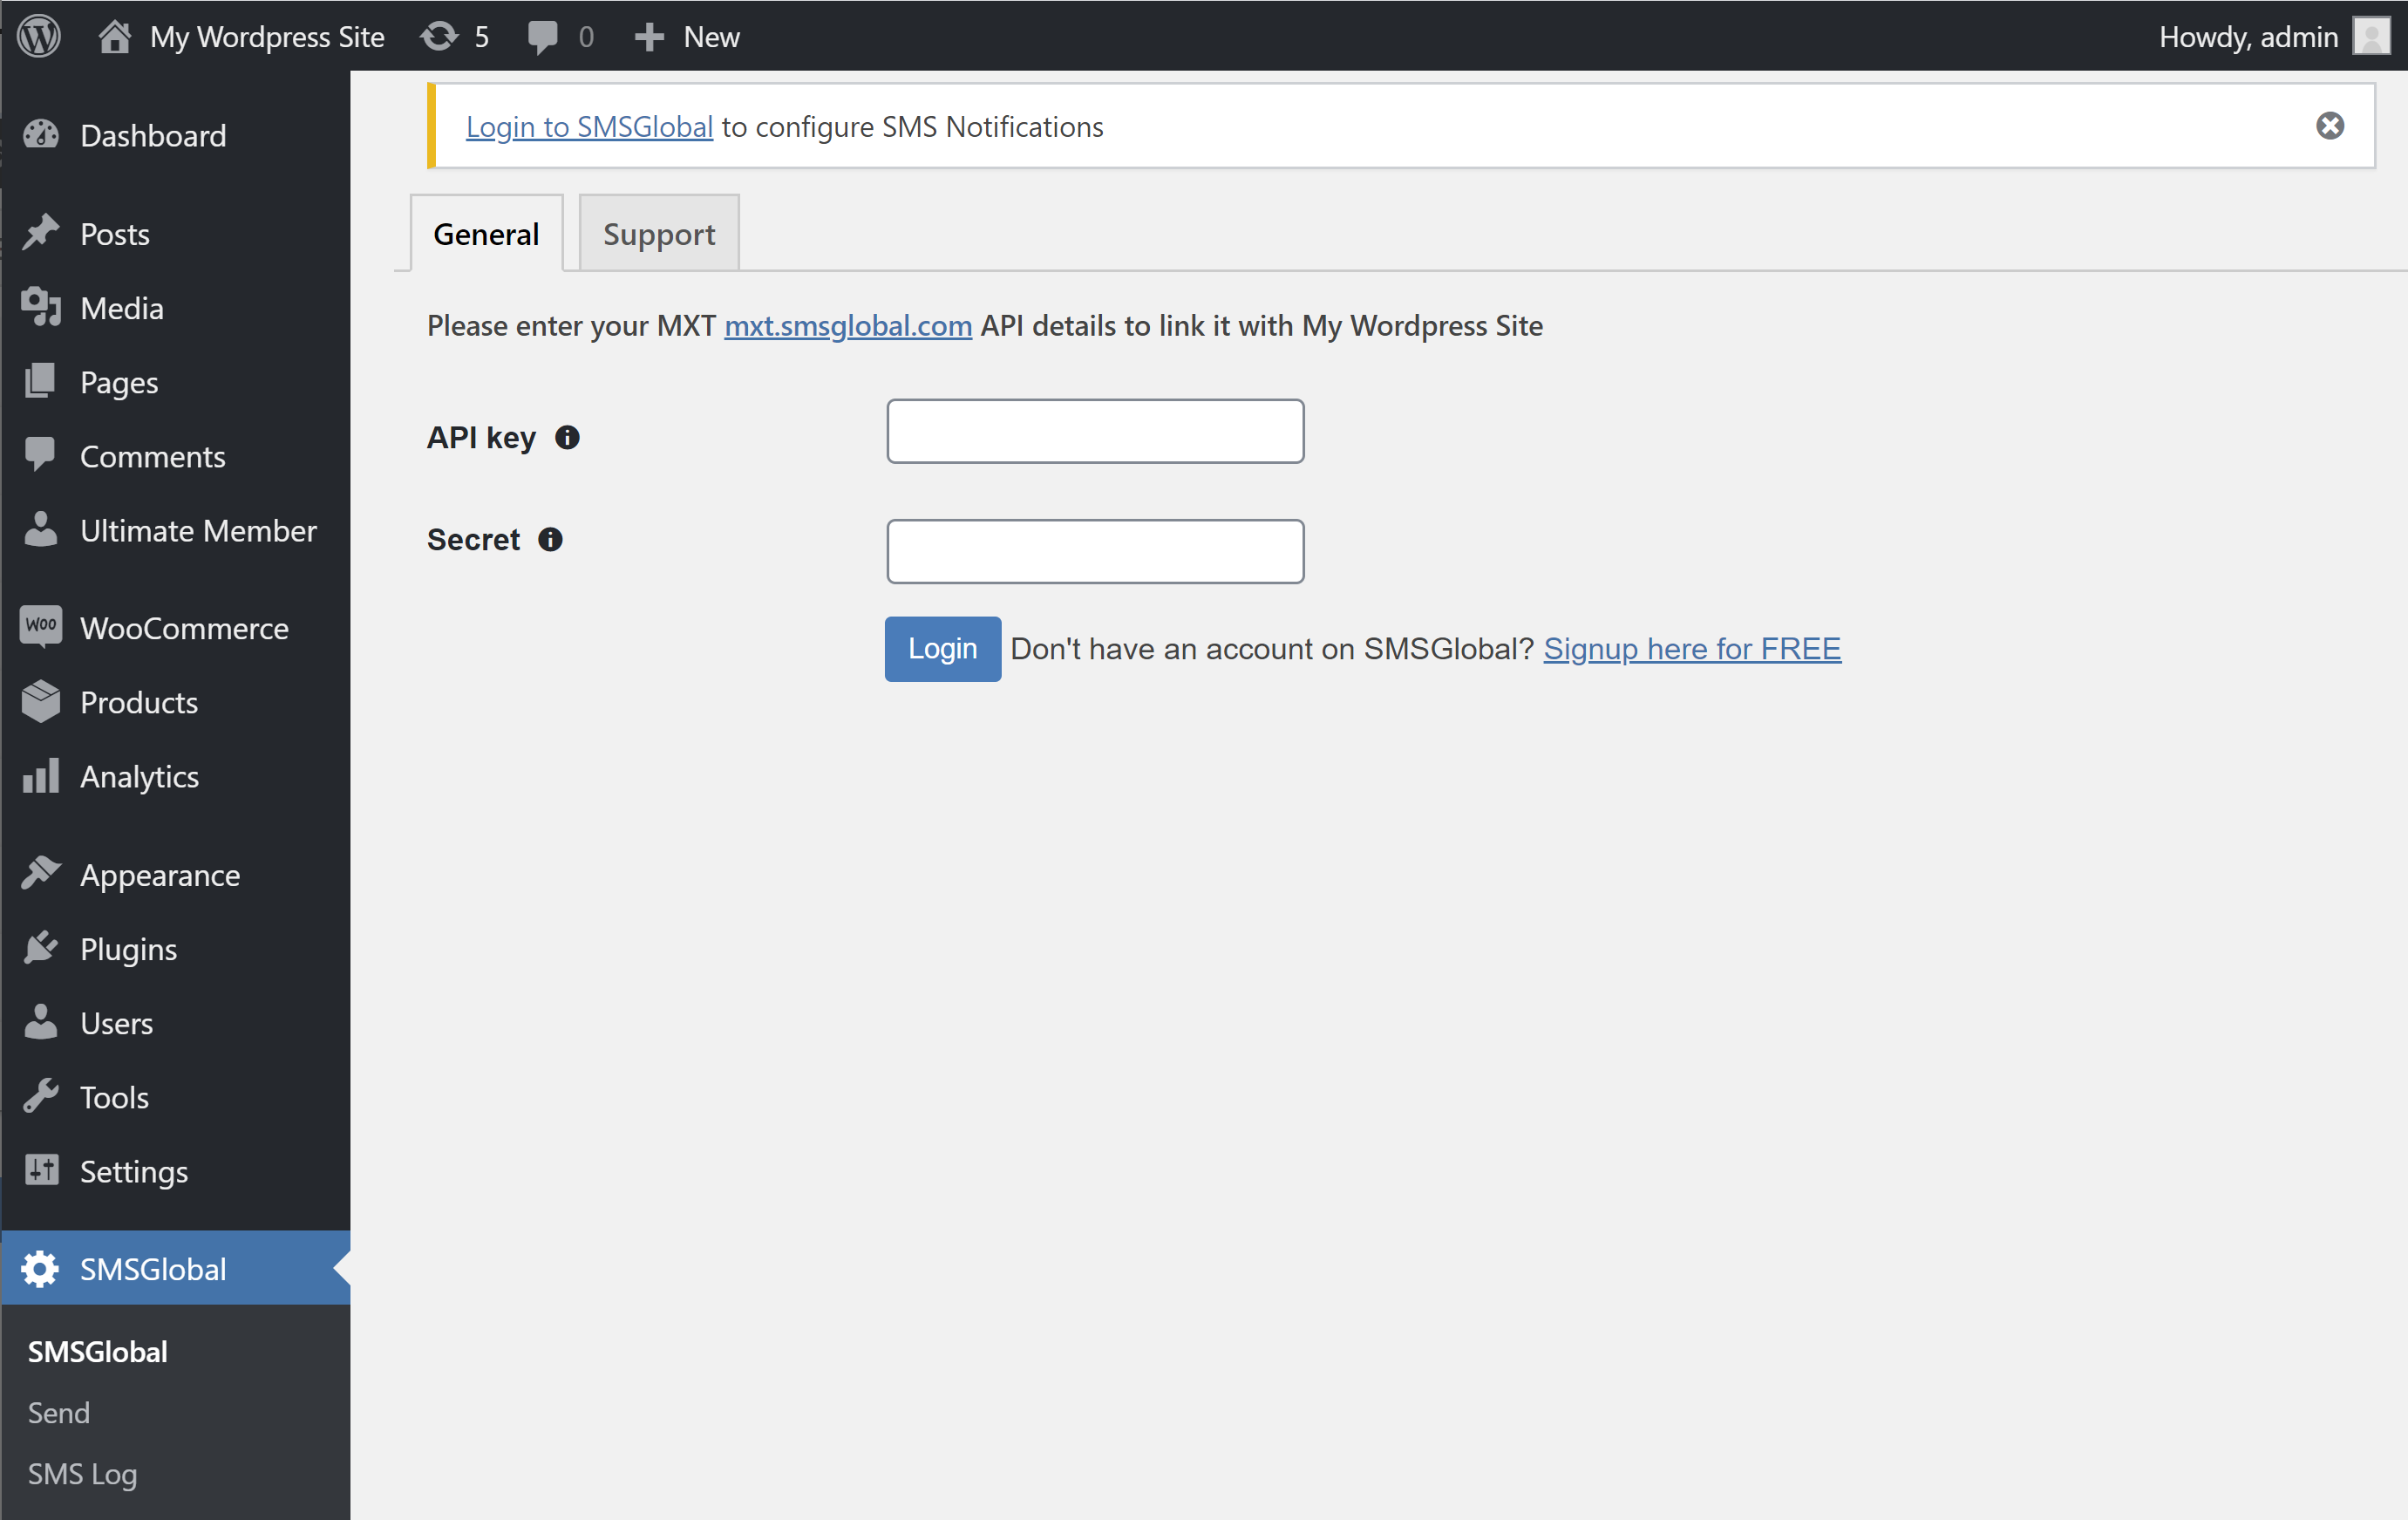 My Wordpress Site 5 0 New Howdy, admin
Login to SMSGlobal to configure SMS Notifications
General Support
Please enter your MXT mxt.smsglobal.com API details to link it with My Wordpress Site
API key
Secret
Login Don't have an account on SMSGlobal? Signup here for FREE
Dashboard
Posts
Media
Pages
Comments
Ultimate Member
Woo WooCommerce
Products
Analytics
Appearance
Plugins
Users
Tools
Settings
SMSGlobal
SMSGlobal
Send
SMS Log